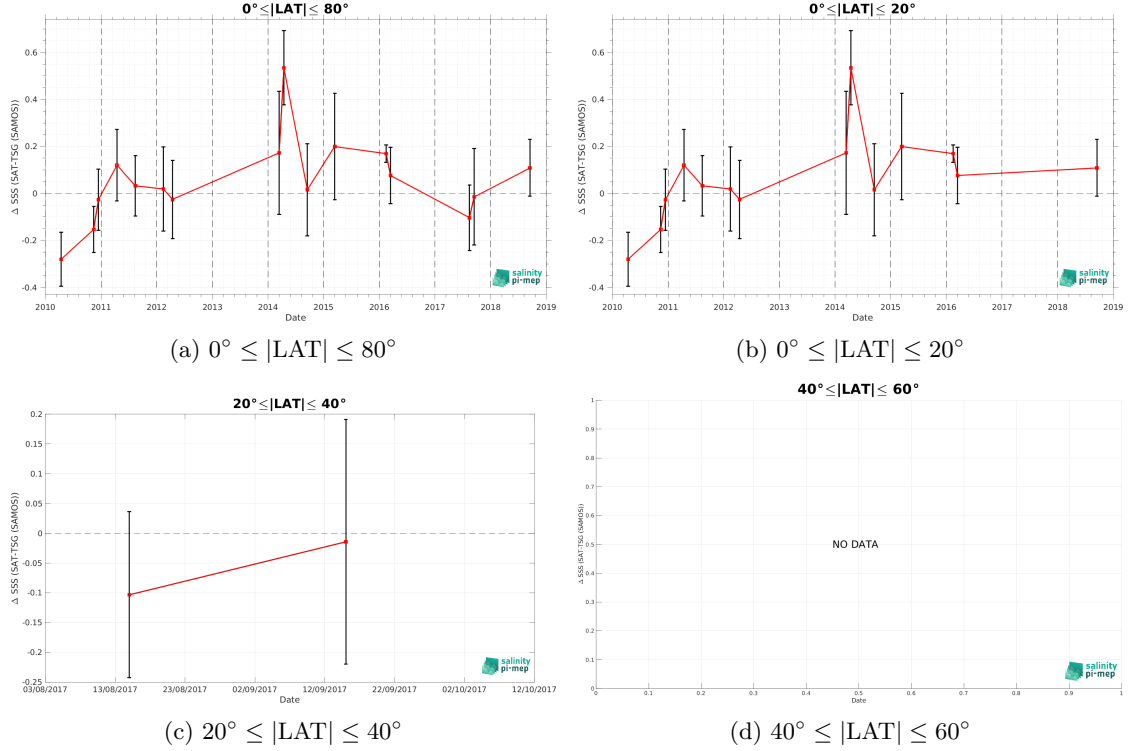 0°≤|LAT|≤ 80°
Δ SSS (SAT-TSG (SAMOS))
0.6
0.4
0.2
0
-0.2
-0.4
2010 2011 2012 2013 2014 2015 2016 2017 2018 2019
Date
salinity
pi-mep
(a) 0° ≤ |LAT| ≤ 80°
0°≤|LAT|≤ 20°
Δ SSS (SAT-TSG (SAMOS))
0.6
0.4
0.2
0
-0.2
-0.4
2010 2011 2012 2013 2014 2015 2016 2017 2018 2019
Date
salinity
pi-mep
(b) 0° ≤ |LAT| ≤ 20°
20°≤|LAT|≤ 40°
Δ SSS (SAT-TSG (SAMOS))
0.2
0.15
0.1
0.05
0
-0.05
-0.1
-0.15
-0.2
-0.25
03/08/2017 13/08/2017 23/08/2017 02/09/2017 12/09/2017 22/09/2017 02/10/2017 12/10/2017
Date
salinity
pi-mep
(c) 20° ≤ |LAT| ≤ 40°
40°≤|LAT|≤ 60°
Δ SSS (SAT-TSG (SAMOS))
1
0.9
0.8
0.7
0.6
0.5
0.4
0.3
0.2
0.1
0
NO DATA
0 0.1 0.2 0.3 0.4 0.5 0.6 0.7 0.8 0.9 1
Date
salinity
pi-mep
(d) 40° ≤ |LAT| ≤ 60°